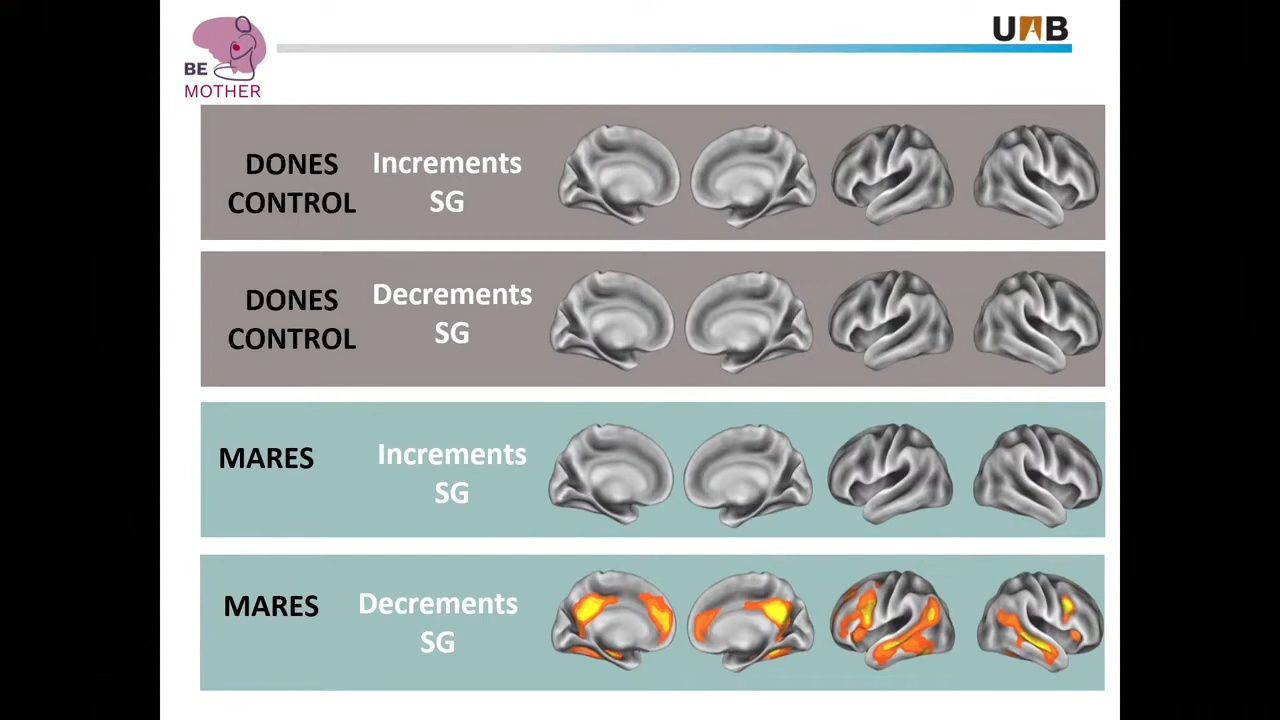 BE
MOTHER
UAB
DONES
CONTROL
Increments
SG
DONES
CONTROL
Decrements
SG
MARES
Increments
SG
MARES
Decrements
SG